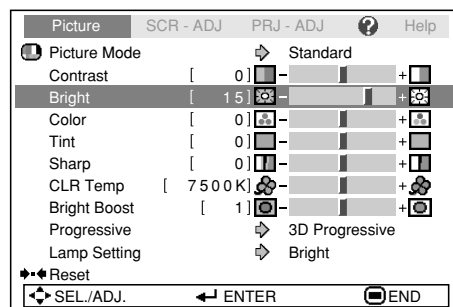 Picture SCR - ADJ PRJ - ADJ ? Help
Picture Mode Standard
Contrast [ 0] – +
Bright [ 15] – +
Color [ 0] – +
Tint [ 0] – +
Sharp [ 0] – +
CLR Temp [ 7500K] – +
Bright Boost [ 1] – +
Progressive 3D Progressive
Lamp Setting Bright
Reset
SEL./ADJ. ENTER END